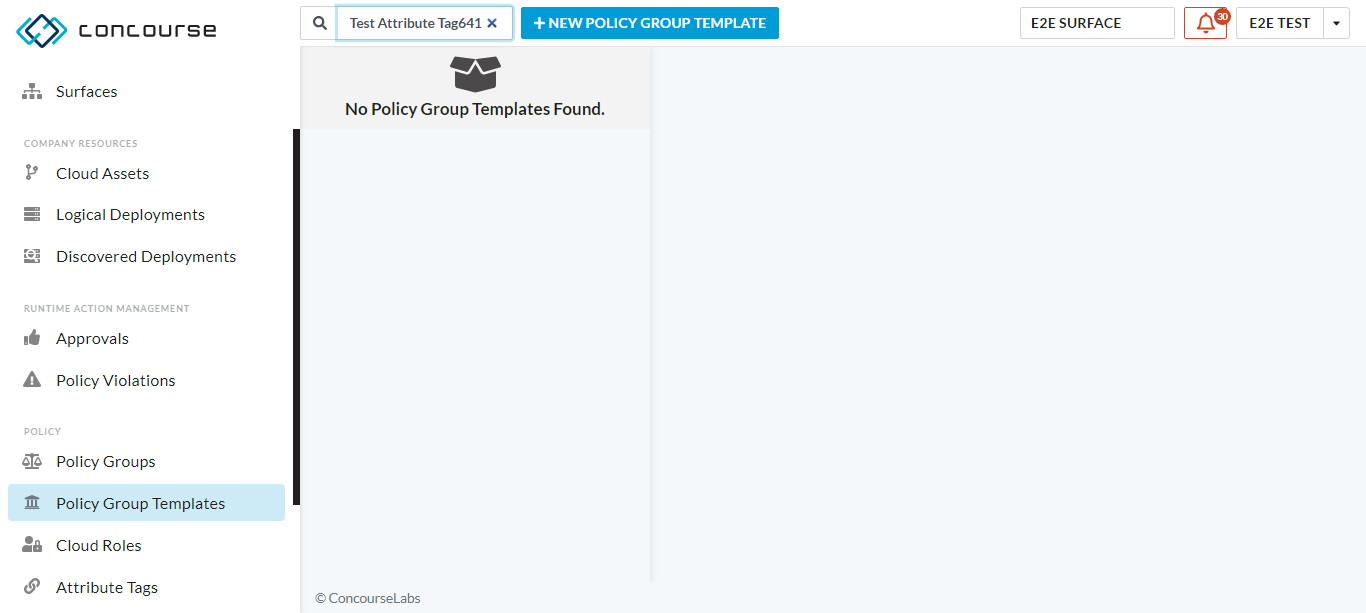 concourse
Test Attribute Tag641
NEW POLICY GROUP TEMPLATE
E2E SURFACE
30
E2E TEST
Surfaces
COMPANY RESOURCES
Cloud Assets
Logical Deployments
Discovered Deployments
RUNTIME ACTION MANAGEMENT
Approvals
Policy Violations
POLICY
Policy Groups
Policy Group Templates
Cloud Roles
Attribute Tags
No Policy Group Templates Found.
© ConcourseLabs